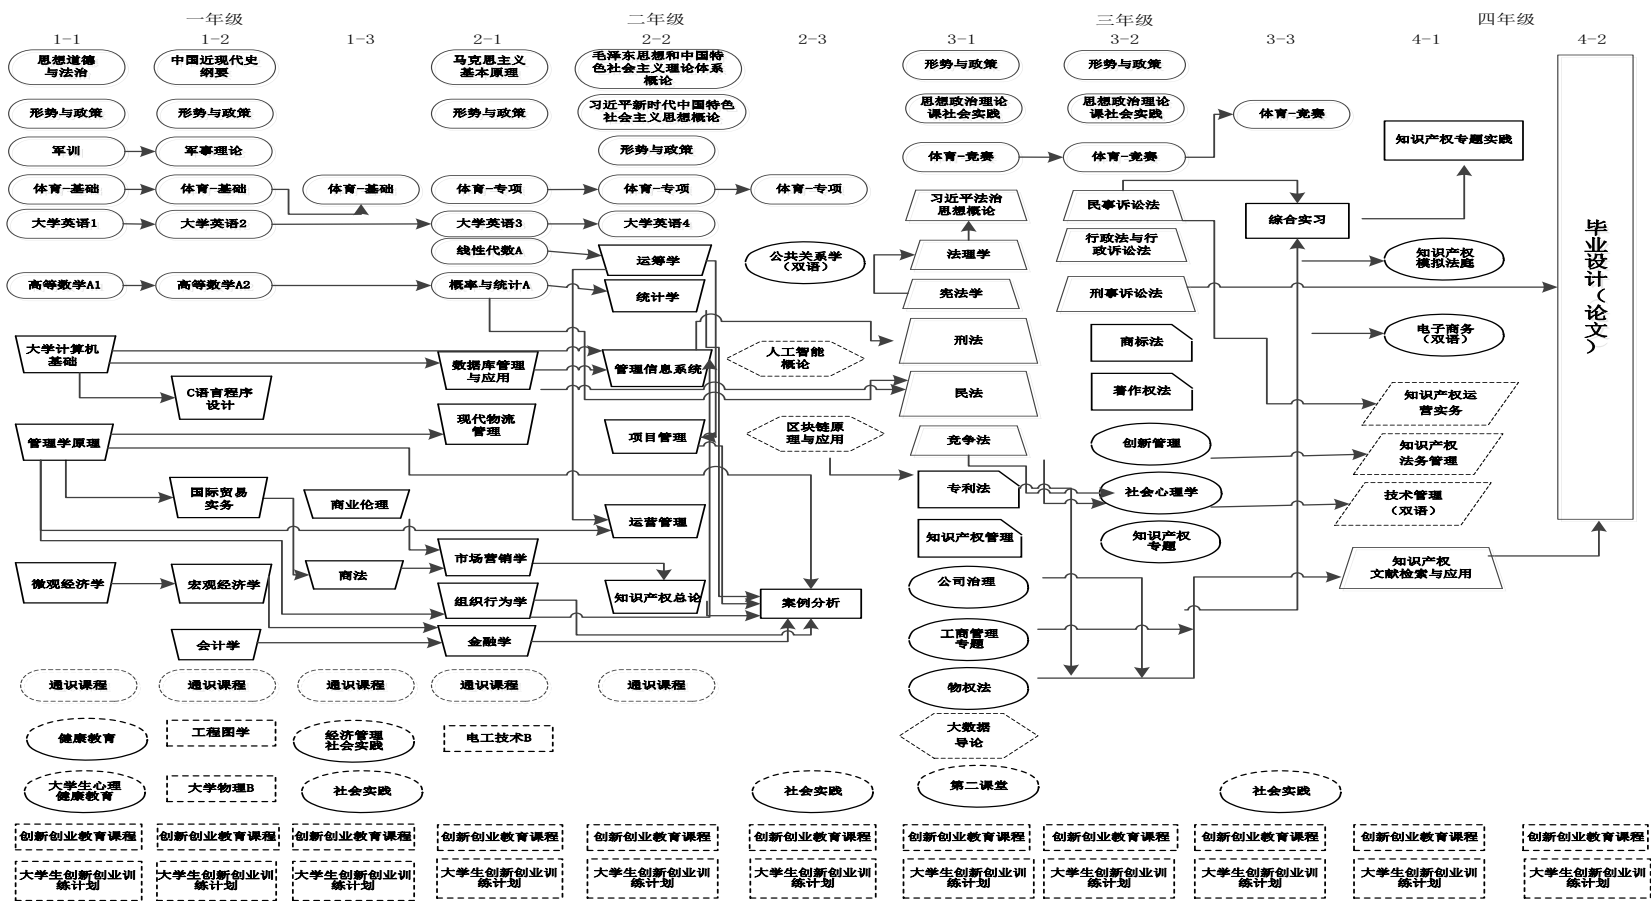 一年级
二年级
三年级
四年级
1-1
1-2
1-3
2-1
2-2
2-3
3-1
3-2
3-3
4-1
4-2
思想道德
与法治
形势与政策
军训
体育-基础
大学英语1
高等数学A1
大学计算机
基础
管理学原理
微观经济学
通识课程
健康教育
大学生心理
健康教育
创新创业教育课程
大学生创新创业训
练计划
中国近现代史
纲要
形势与政策
军事理论
体育-基础
大学英语2
高等数学A2
C语言程序
设计
国际贸易
实务
宏观经济学
会计学
通识课程
工程图学
大学物理B
创新创业教育课程
大学生创新创业训
练计划
体育-基础
商业伦理
商法
通识课程
经济管理
社会实践
社会实践
创新创业教育课程
大学生创新创业训
练计划
马克思主义
基本原理
形势与政策
体育-专项
大学英语3
线性代数A
概率与统计A
数据库管理
与应用
现代物流
管理
市场营销学
组织行为学
金融学
通识课程
电工技术B
创新创业教育课程
大学生创新创业训
练计划
毛泽东思想和中国特
色社会主义理论体系
概论
习近平新时代中国特色
社会主义思想概论
形势与政策
体育-专项
大学英语4
运筹学
统计学
管理信息系统
项目管理
运营管理
知识产权总论
通识课程
创新创业教育课程
大学生创新创业训
练计划
体育-专项
公共关系学
（双语）
人工智能
概论
区块链原
理与应用
案例分析
社会实践
创新创业教育课程
大学生创新创业训
练计划
形势与政策
思想政治理论
课社会实践
体育-竞赛
习近平法治
思想概论
法理学
宪法学
刑法
民法
竞争法
专利法
知识产权管理
公司治理
工商管理
专题
物权法
大数据
导论
第二课堂
创新创业教育课程
大学生创新创业训
练计划
形势与政策
思想政治理论
课社会实践
体育-竞赛
民事诉讼法
行政法与行
政诉讼法
刑事诉讼法
商标法
著作权法
创新管理
社会心理学
知识产权
专题
创新创业教育课程
大学生创新创业训
练计划
体育-竞赛
综合实习
社会实践
创新创业教育课程
大学生创新创业训
练计划
知识产权专题实践
知识产权
模拟法庭
电子商务
（双语）
知识产权运
营实务
知识产权
法务管理
技术管理
（双语）
知识产权
文献检索与应用
创新创业教育课程
大学生创新创业训
练计划
毕业设计（论文）
创新创业教育课程
大学生创新创业训
练计划